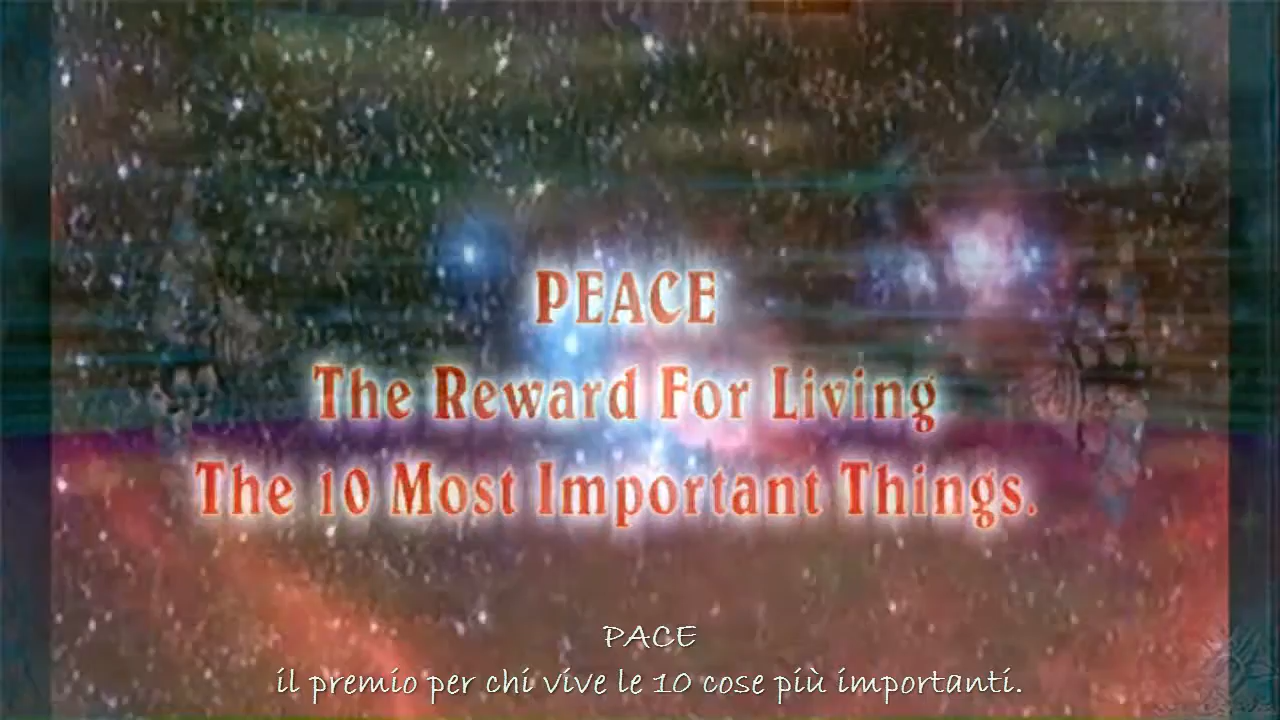 PEACE
The Reward For Living
The 10 Most Important Things.
PACE
il premio per chi vive le 10 cose più importanti.